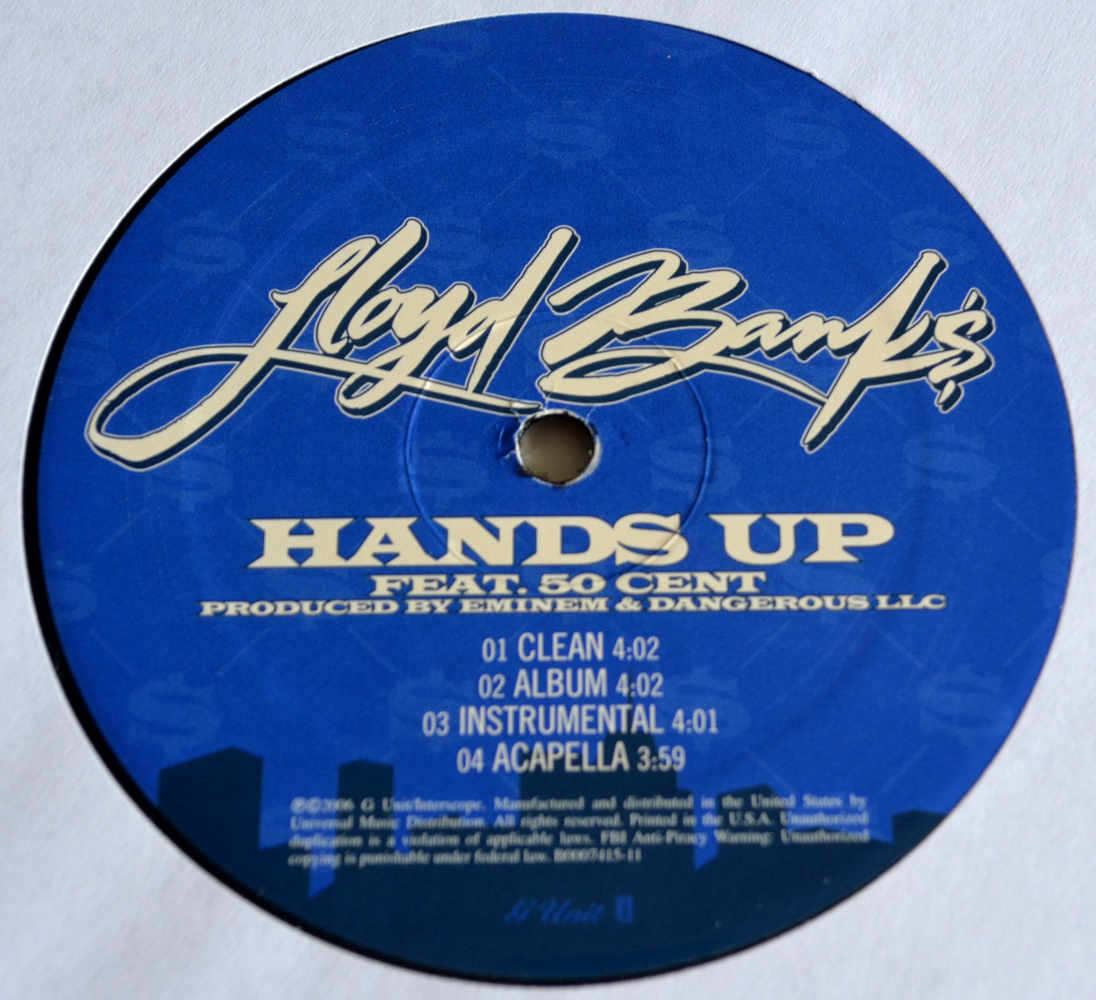 Lloyd Bank$
HANDS UP
FEAT. 50 CENT
PRODUCED BY EMINEM & DANGEROUS LLC
01 CLEAN 4:02
02 ALBUM 4:02
03 INSTRUMENTAL 4:01
04 ACAPELLA 3:59
℗©2006 G Unit/Interscope. Manufactured and distributed in the United States by
Universal Music Distribution. All rights reserved. Printed in the U.S.A. Unauthorized
duplication is a violation of applicable laws. FBI Anti-Piracy Warning: Unauthorized
copying is punishable under federal law. B0007415-11
G Unit